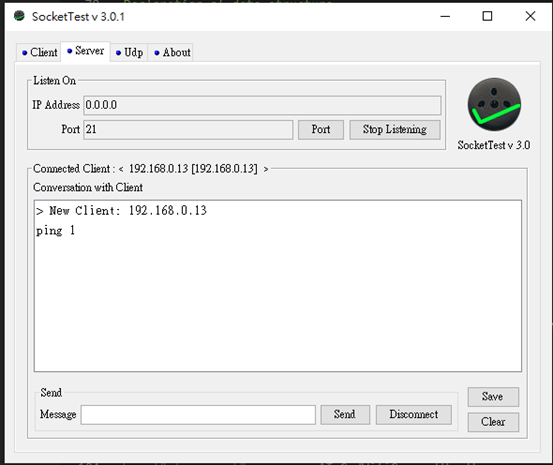 SocketTest v 3.0.1
Client
Server
Udp
About
Listen On
IP Address 0.0.0.0
Port 21 Port Stop Listening
SocketTest v 3.0
Connected Client : < 192.168.0.13 [192.168.0.13] >
Conversation with Client
> New Client: 192.168.0.13
ping 1
Send
Message Send Disconnect
Save
Clear